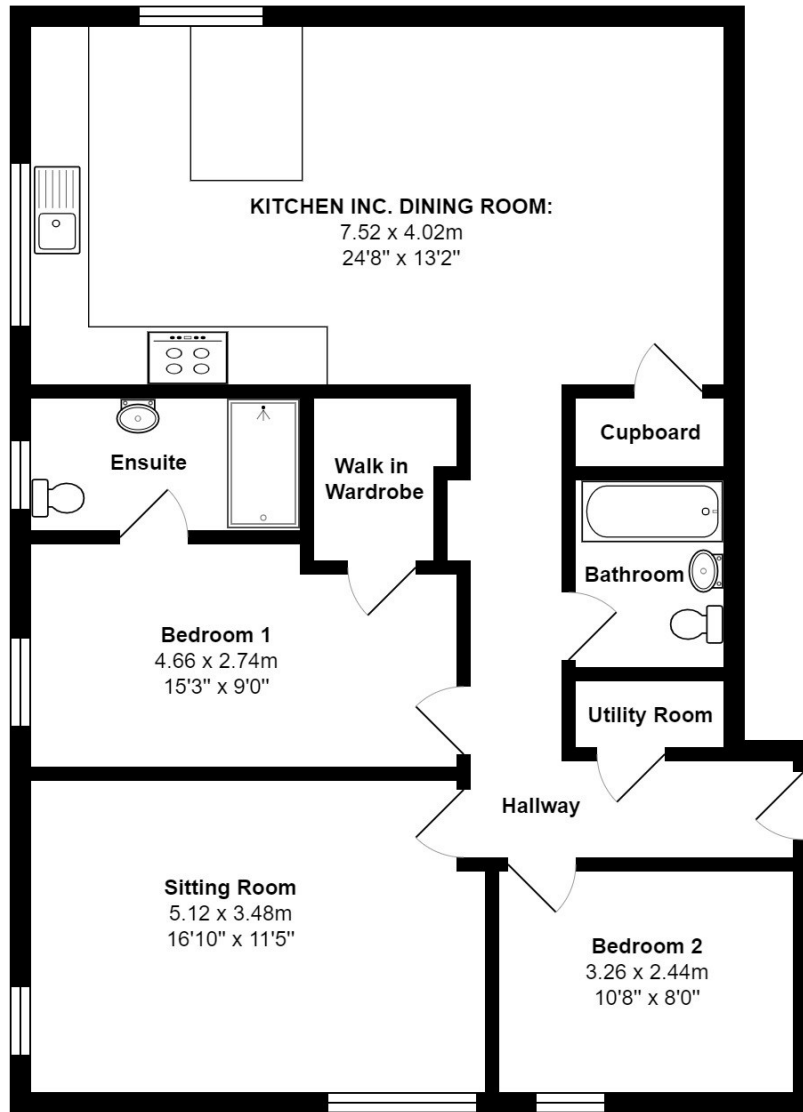 KITCHEN INC. DINING ROOM:
7.52 x 4.02m
24'8" x 13'2"
Cupboard
Ensuite
Walk in
Wardrobe
Bathroom
Bedroom 1
4.66 x 2.74m
15'3" x 9'0"
Utility Room
Hallway
Sitting Room
5.12 x 3.48m
16'10" x 11'5"
Bedroom 2
3.26 x 2.44m
10'8" x 8'0"